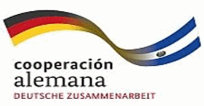 cooperación
alemana
DEUTSCHE ZUSAMMENARBEIT